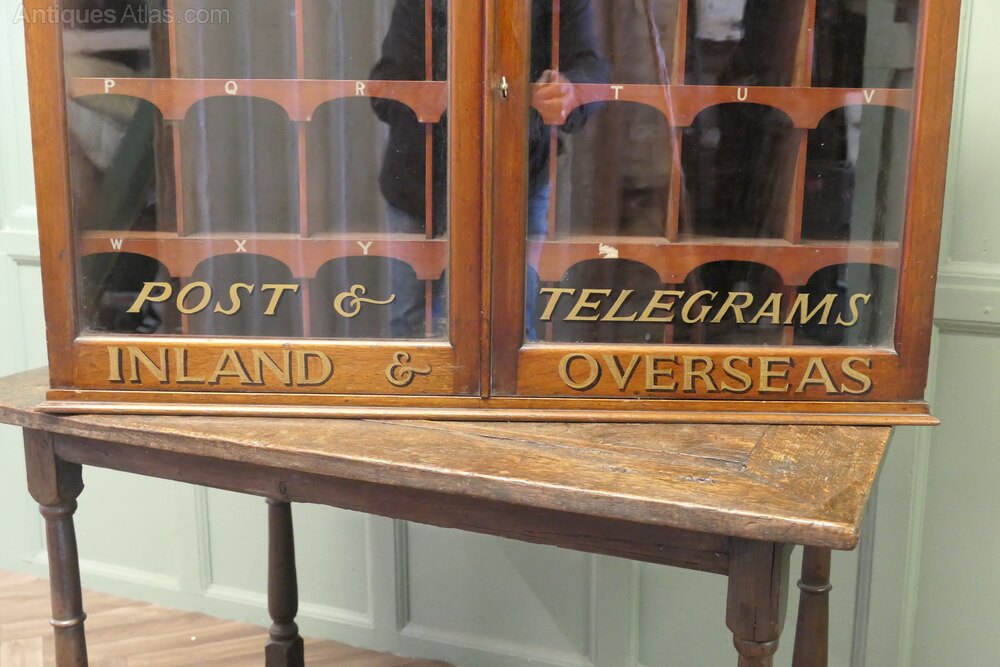 Antiques Atlas.com
P Q R T U V
W X Y
POST & TELEGRAMS
INLAND & OVERSEAS